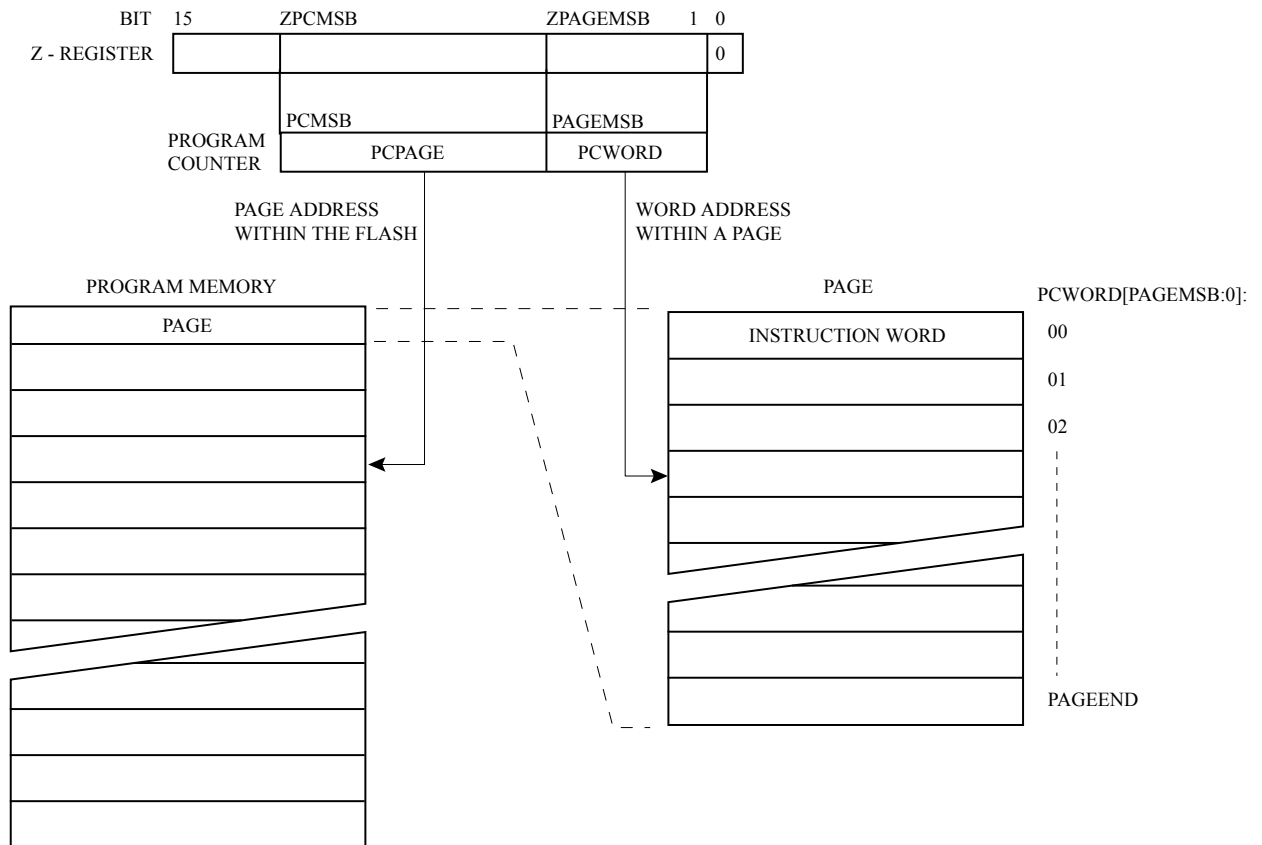 BIT 15 ZPCMSB ZPAGEMSB 1 0
Z - REGISTER 0
PCMSB PAGEMSB
PROGRAM
COUNTER
PCPAGE PCWORD
PAGE ADDRESS
WITHIN THE FLASH
WORD ADDRESS
WITHIN A PAGE
PROGRAM MEMORY
PAGE
PAGE
PCWORD[PAGEMSB:0]:
INSTRUCTION WORD
00
01
02
PAGEEND